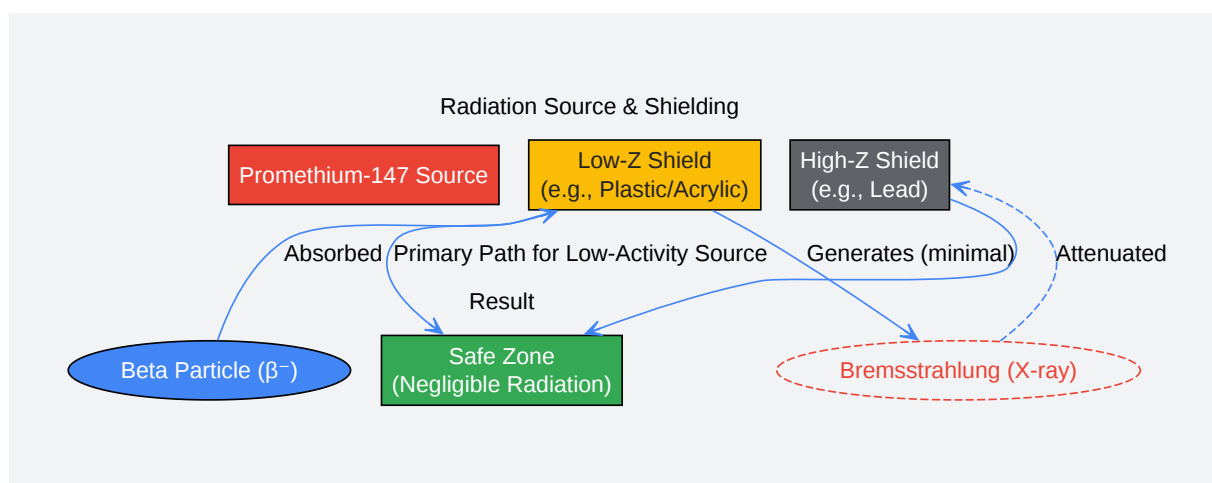 Radiation Source & Shielding
Promethium-147 Source
Low-Z Shield
(e.g., Plastic/Acrylic)
High-Z Shield
(e.g., Lead)
Absorbed
Primary Path for Low-Activity Source
Generates (minimal)
Attenuated
Result
Beta Particle (β⁻)
Safe Zone
(Negligible Radiation)
Bremsstrahlung (X-ray)